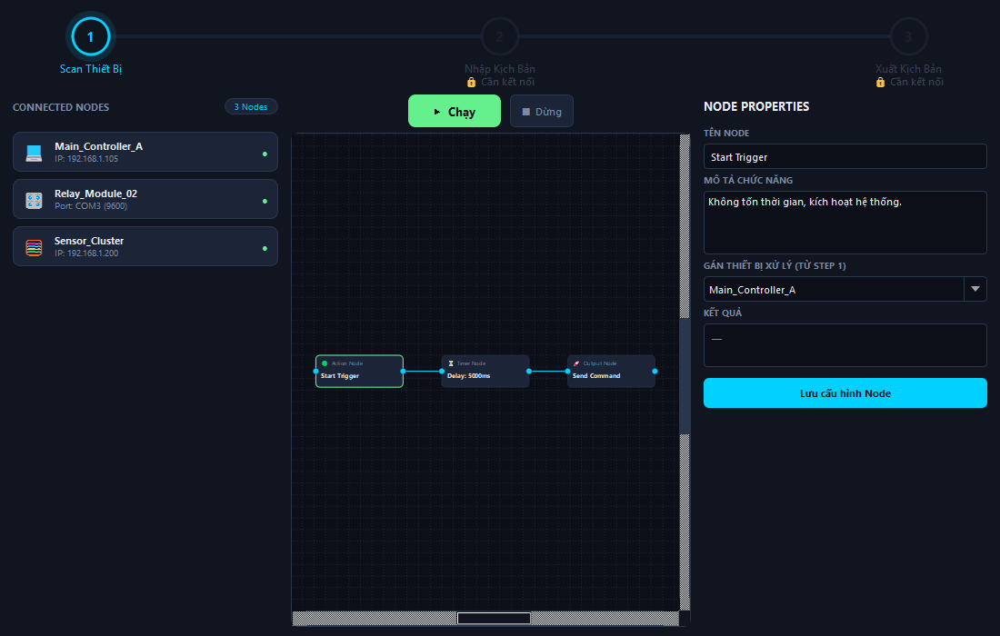 1
2
3
Scan Thiết Bị
Nhập Kịch Bản
Cần kết nối
Xuất Kịch Bản
Cần kết nối
CONNECTED NODES
3 Nodes
Main_Controller_A
IP: 192.168.1.105
Relay_Module_02
Port: COM3 (9600)
Sensor_Cluster
IP: 192.168.1.200
Chạy
Dừng
Action Node
Start Trigger
Timer Node
Delay: 5000ms
Output Node
Send Command
NODE PROPERTIES
TÊN NODE
Start Trigger
MÔ TẢ CHỨC NĂNG
Không tốn thời gian, kích hoạt hệ thống.
GÁN THIẾT BỊ XỬ LÝ (TỪ STEP 1)
Main_Controller_A
KẾT QUẢ
—
Lưu cấu hình Node